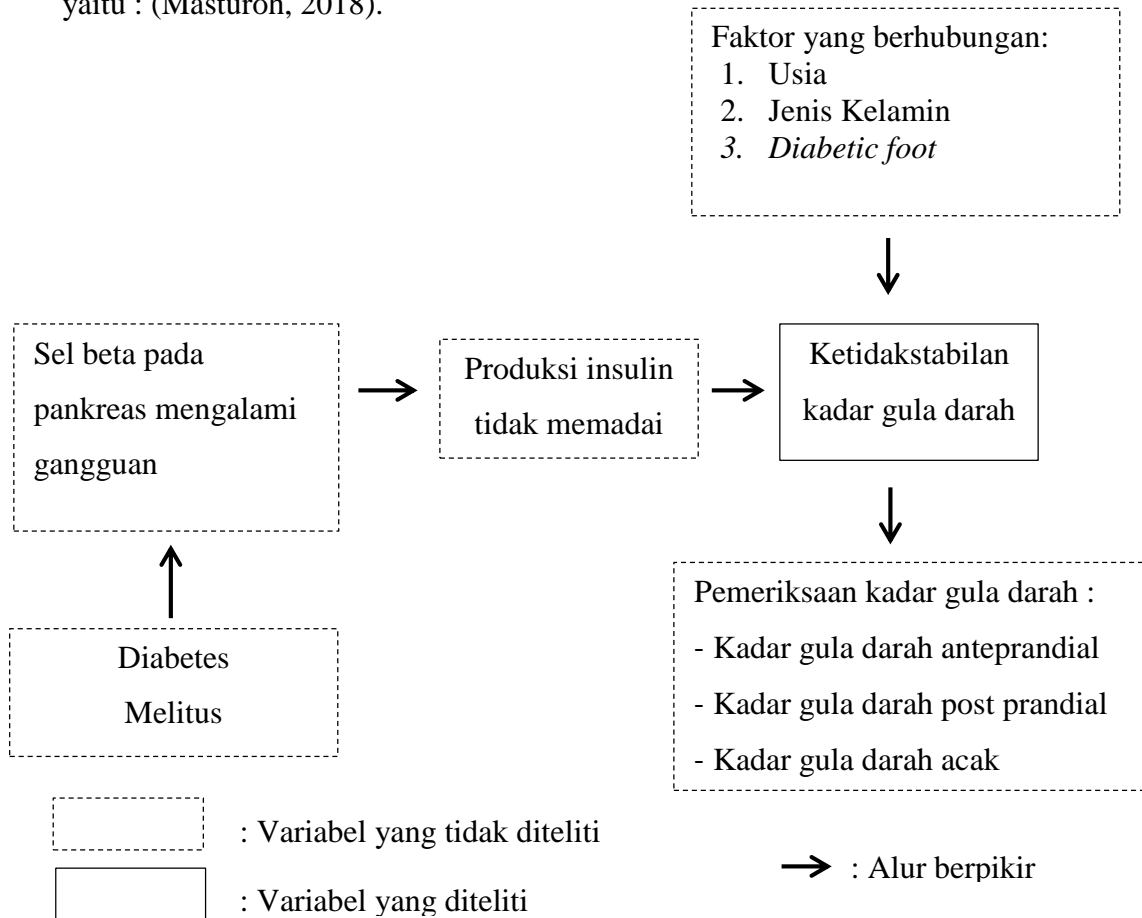 yaitu : (Masturoh, 2018).
Faktor yang berhubungan:
1. Usia
2. Jenis Kelamin
3. Diabetic foot
Sel beta pada
pankreas mengalami
gangguan
Produksi insulin
tidak memadai
Ketidakstabilan
kadar gula darah
Diabetes
Melitus
Pemeriksaan kadar gula darah :
- Kadar gula darah anteprandial
- Kadar gula darah post prandial
- Kadar gula darah acak
: Variabel yang tidak diteliti
: Alur berpikir
: Variabel yang diteliti